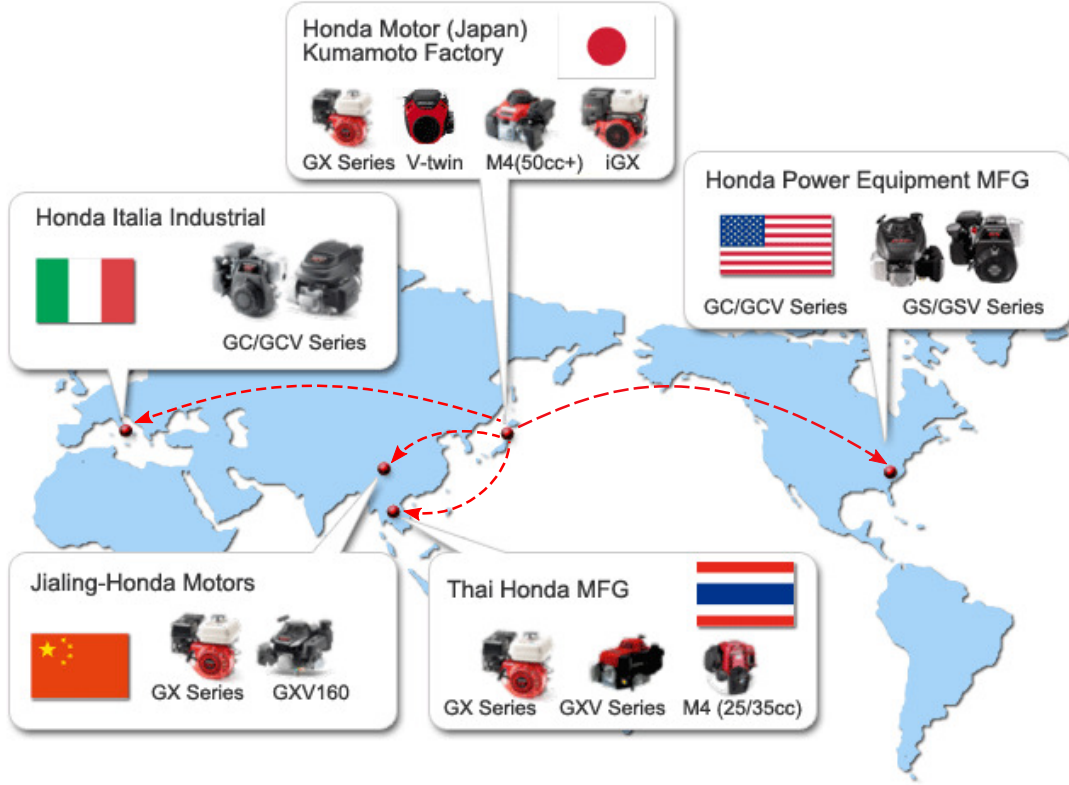 Honda Motor (Japan)
Kumamoto Factory
GX Series V-twin M4(50cc+) iGX
Honda Italia Industrial
GC/GCV Series
Honda Power Equipment MFG
GC/GCV Series GS/GSV Series
Jialing-Honda Motors
GX Series GXV160
Thai Honda MFG
GX Series GXV Series M4 (25/35cc)